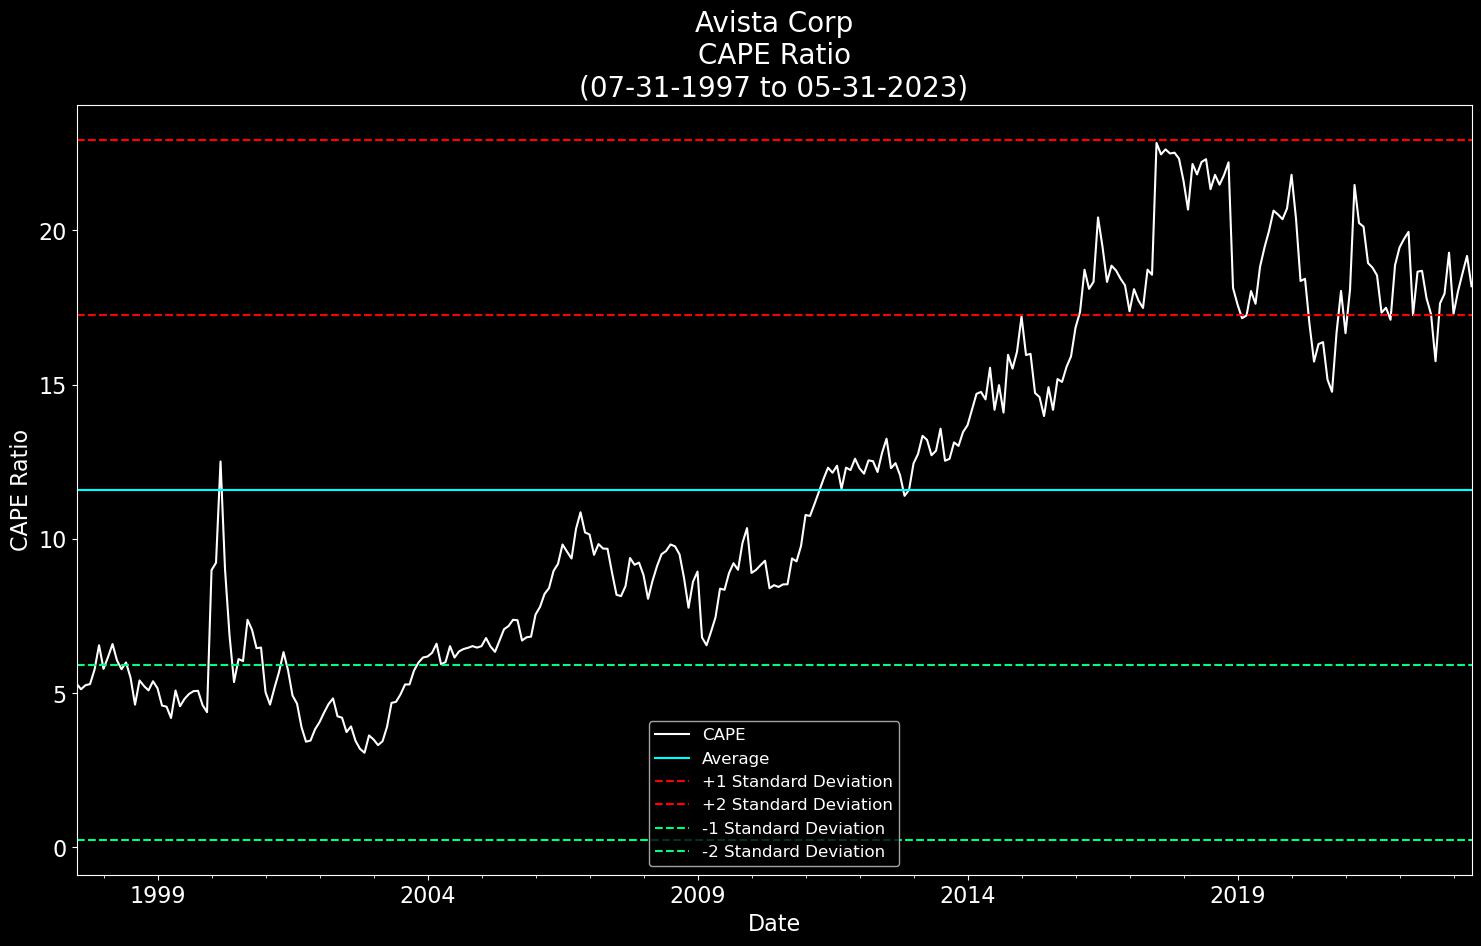 Avista Corp
CAPE Ratio
(07-31-1997 to 05-31-2023)
CAPE Ratio
20
15
10
5
0
CAPE
Average
+1 Standard Deviation
+2 Standard Deviation
-1 Standard Deviation
-2 Standard Deviation
1999 2004 2009 2014 2019
Date